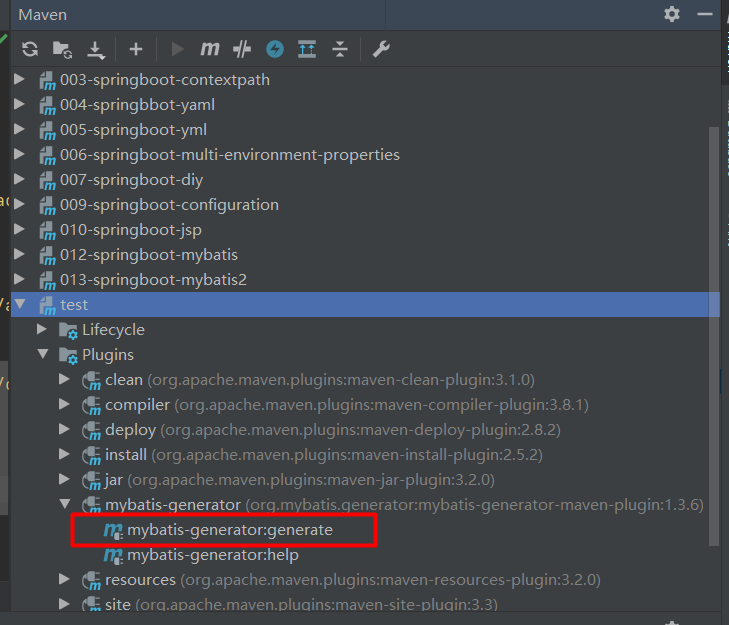 Maven
003-springboot-contextpath
004-springbbot-yaml
005-springboot-yml
006-springboot-multi-environment-properties
007-springboot-diy
009-springboot-configuration
010-springboot-jsp
012-springboot-mybatis
013-springboot-mybatis2
test
Lifecycle
Plugins
clean (org.apache.maven.plugins:maven-clean-plugin:3.1.0)
compiler (org.apache.maven.plugins:maven-compiler-plugin:3.8.1)
deploy (org.apache.maven.plugins:maven-deploy-plugin:2.8.2)
install (org.apache.maven.plugins:maven-install-plugin:2.5.2)
jar (org.apache.maven.plugins:maven-jar-plugin:3.2.0)
mybatis-generator (org.mybatis.generator:mybatis-generator-maven-plugin:1.3.6)
mybatis-generator:generate
mybatis-generator:help
resources (org.apache.maven.plugins:maven-resources-plugin:3.2.0)
site (org.apache.maven.plugins:maven-site-plugin:3.3)